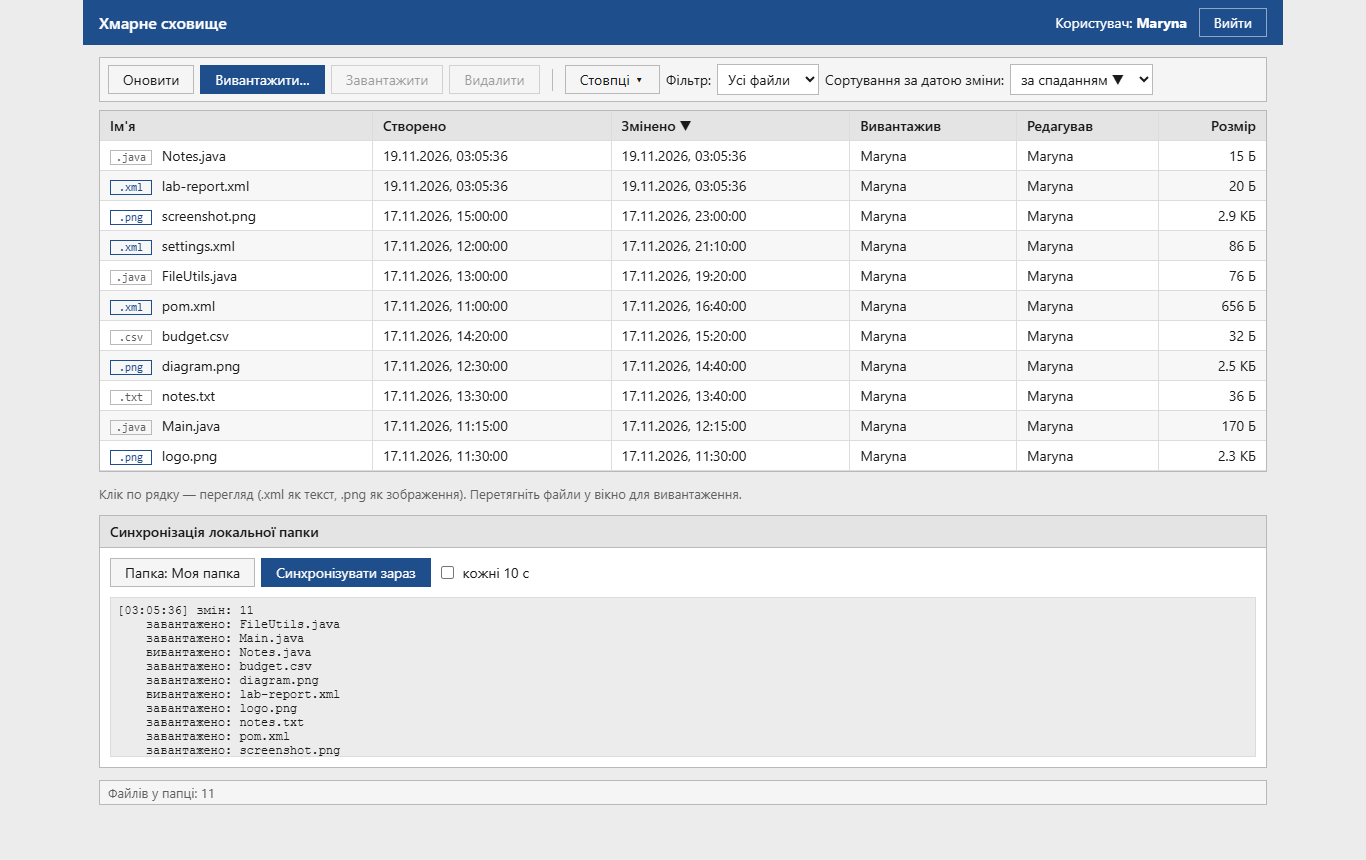 Хмарне сховище Користувач: Maryna Вийти
Оновити Вивантажити... Завантажити Видалити Стовпці ▾ Фільтр: Усі файли Сортування за датою зміни: за спаданням ▼
Ім'я Створено Змінено ▼ Вивантажив Редагував Розмір
.java Notes.java 19.11.2026, 03:05:36 19.11.2026, 03:05:36 Maryna Maryna 15 Б
.xml lab-report.xml 19.11.2026, 03:05:36 19.11.2026, 03:05:36 Maryna Maryna 20 Б
.png screenshot.png 17.11.2026, 15:00:00 17.11.2026, 23:00:00 Maryna Maryna 2.9 КБ
.xml settings.xml 17.11.2026, 12:00:00 17.11.2026, 21:10:00 Maryna Maryna 86 Б
.java FileUtils.java 17.11.2026, 13:00:00 17.11.2026, 19:20:00 Maryna Maryna 76 Б
.xml pom.xml 17.11.2026, 11:00:00 17.11.2026, 16:40:00 Maryna Maryna 656 Б
.csv budget.csv 17.11.2026, 14:20:00 17.11.2026, 15:20:00 Maryna Maryna 32 Б
.png diagram.png 17.11.2026, 12:30:00 17.11.2026, 14:40:00 Maryna Maryna 2.5 КБ
.txt notes.txt 17.11.2026, 13:30:00 17.11.2026, 13:40:00 Maryna Maryna 36 Б
.java Main.java 17.11.2026, 11:15:00 17.11.2026, 12:15:00 Maryna Maryna 170 Б
.png logo.png 17.11.2026, 11:30:00 17.11.2026, 11:30:00 Maryna Maryna 2.3 КБ
Клік по рядку — перегляд (.xml як текст, .png як зображення). Перетягніть файли у вікно для вивантаження.
Синхронізація локальної папки
Папка: Моя папка Синхронізувати зараз кожні 10 с
[03:05:36] змін: 11
завантажено: FileUtils.java
завантажено: Main.java
вивантажено: Notes.java
завантажено: budget.csv
завантажено: diagram.png
вивантажено: lab-report.xml
завантажено: logo.png
завантажено: notes.txt
завантажено: pom.xml
завантажено: screenshot.png
Файлів у папці: 11